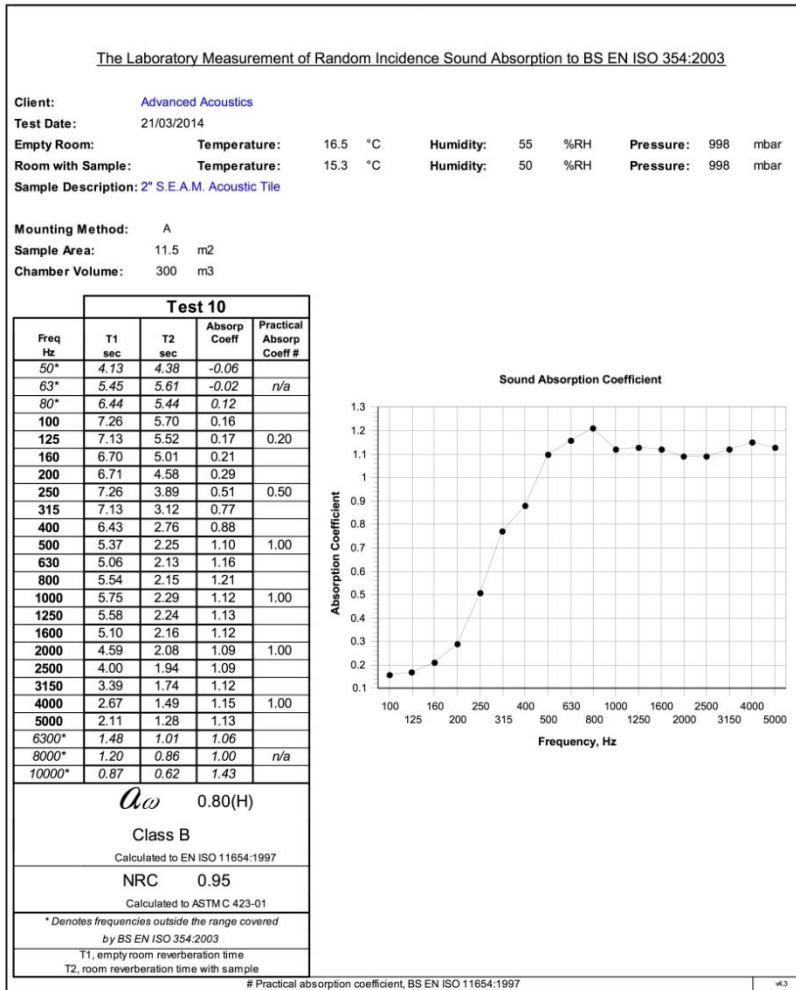 The Laboratory Measurement of Random Incidence Sound Absorption to BS EN ISO 354:2003
Client: Advanced Acoustics
Test Date: 21/03/2014
Empty Room: Temperature: 16.5 °C Humidity: 55 %RH Pressure: 998 mbar
Room with Sample: Temperature: 15.3 °C Humidity: 50 %RH Pressure: 998 mbar
Sample Description: 2" S.E.A.M. Acoustic Tile
Mounting Method: A
Sample Area: 11.5 m2
Chamber Volume: 300 m3
Test 10
Freq Hz T1 sec T2 sec Absorp Coeff Practical Absorp Coeff #
50* 4.13 4.38 -0.06
63* 5.45 5.61 -0.02 n/a
80* 6.44 5.44 0.12
100 7.26 5.70 0.16
125 7.13 5.52 0.17 0.20
160 6.70 5.01 0.21
200 6.71 4.58 0.29
250 7.26 3.89 0.51 0.50
315 7.13 3.12 0.77
400 6.43 2.76 0.88
500 5.37 2.25 1.10 1.00
630 5.06 2.13 1.16
800 5.54 2.15 1.21
1000 5.75 2.29 1.12 1.00
1250 5.58 2.24 1.13
1600 5.10 2.16 1.12
2000 4.59 2.08 1.09 1.00
2500 4.00 1.94 1.09
3150 3.39 1.74 1.12
4000 2.67 1.49 1.15 1.00
5000 2.11 1.28 1.13
6300* 1.48 1.01 1.06
8000* 1.20 0.86 1.00 n/a
10000* 0.87 0.62 1.43
aω 0.80(H)
Class B
Calculated to EN ISO 11654:1997
NRC 0.95
Calculated to ASTM C 423-01
* Denotes frequencies outside the range covered
by BS EN ISO 354:2003
T1, empty room reverberation time
T2, room reverberation time with sample
Sound Absorption Coefficient
Absorption Coefficient
1.3
1.2
1.1
1
0.9
0.8
0.7
0.6
0.5
0.4
0.3
0.2
0.1
100 160 250 400 630 1000 1600 2500 4000
125 200 315 500 800 1250 2000 3150 5000
Frequency, Hz
# Practical absorption coefficient, BS EN ISO 11654:1997
v4.3